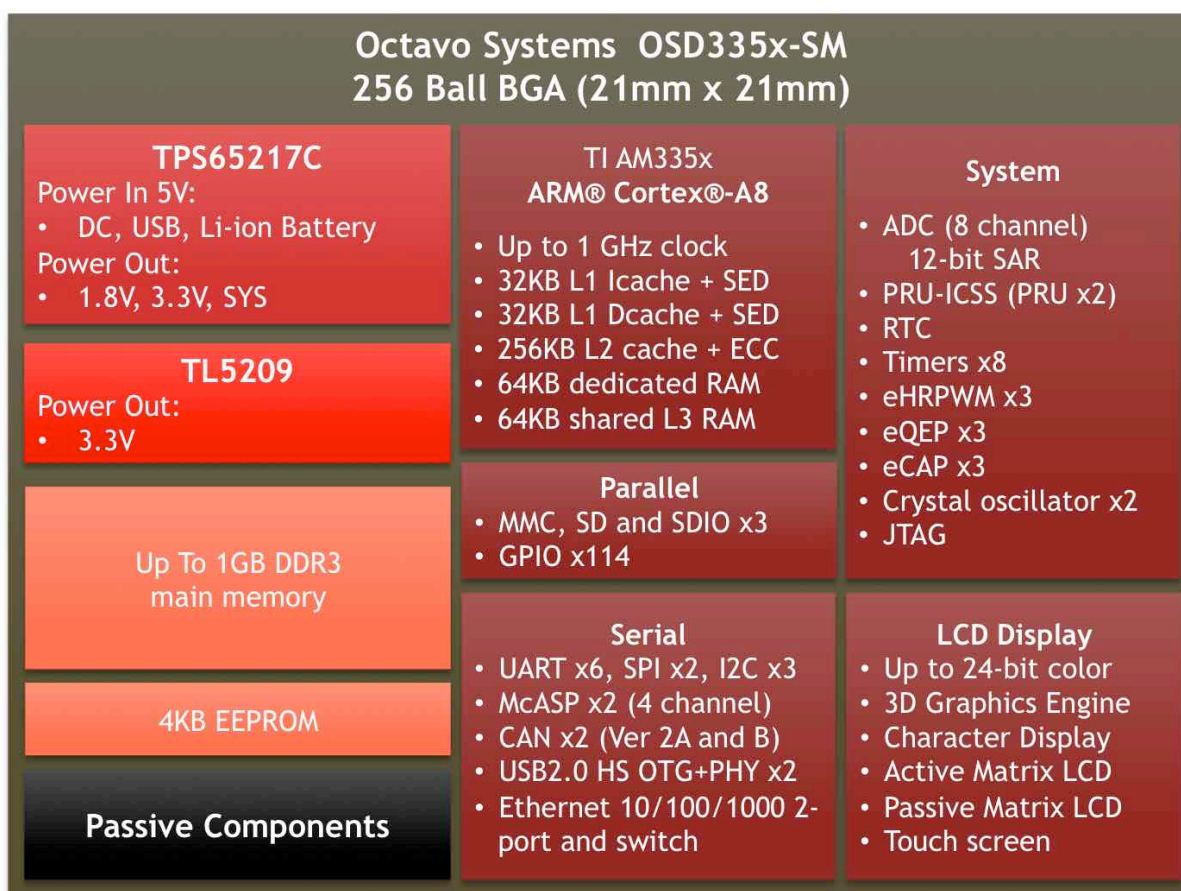 Octavo Systems OSD335x-SM
256 Ball BGA (21mm x 21mm)
TPS65217C
Power In 5V:
• DC, USB, Li-ion Battery
Power Out:
• 1.8V, 3.3V, SYS
TL5209
Power Out:
• 3.3V
Up To 1GB DDR3
main memory
4KB EEPROM
Passive Components
TI AM335x
ARM® Cortex®-A8
• Up to 1 GHz clock
• 32KB L1 Icache + SED
• 32KB L1 Dcache + SED
• 256KB L2 cache + ECC
• 64KB dedicated RAM
• 64KB shared L3 RAM
Parallel
• MMC, SD and SDIO x3
• GPIO x114
Serial
• UART x6, SPI x2, I2C x3
• McASP x2 (4 channel)
• CAN x2 (Ver 2A and B)
• USB2.0 HS OTG+PHY x2
• Ethernet 10/100/1000 2-
port and switch
System
• ADC (8 channel)
12-bit SAR
• PRU-ICSS (PRU x2)
• RTC
• Timers x8
• eHRPWM x3
• eQEP x3
• eCAP x3
• Crystal oscillator x2
• JTAG
LCD Display
• Up to 24-bit color
• 3D Graphics Engine
• Character Display
• Active Matrix LCD
• Passive Matrix LCD
• Touch screen